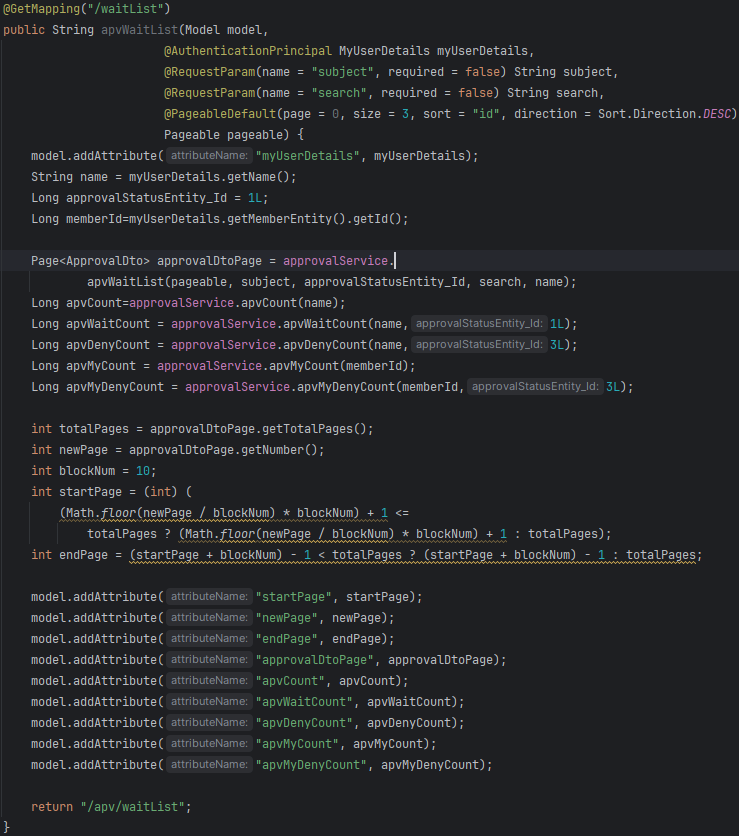 @GetMapping("/waitList")
public String apvWaitList(Model model,
@AuthenticationPrincipal MyUserDetails myUserDetails,
@RequestParam(name = "subject", required = false) String subject,
@RequestParam(name = "search", required = false) String search,
@PageableDefault(page = 0, size = 3, sort = "id", direction = Sort.Direction.DESC)
Pageable pageable) {
model.addAttribute( attributeName: "myUserDetails", myUserDetails);
String name = myUserDetails.getName();
Long approvalStatusEntity_Id = 1L;
Long memberId=myUserDetails.getMemberEntity().getId();
Page<ApprovalDto> approvalDtoPage = approvalService.
apvWaitList(pageable, subject, approvalStatusEntity_Id, search, name);
Long apvCount=approvalService.apvCount(name);
Long apvWaitCount = approvalService.apvWaitCount(name, approvalStatusEntity_Id: 1L);
Long apvDenyCount = approvalService.apvDenyCount(name, approvalStatusEntity_Id: 3L);
Long apvMyCount = approvalService.apvMyCount(memberId);
Long apvMyDenyCount = approvalService.apvMyDenyCount(memberId, approvalStatusEntity_Id: 3L);
int totalPages = approvalDtoPage.getTotalPages();
int newPage = approvalDtoPage.getNumber();
int blockNum = 10;
int startPage = (int) (
(Math.floor(newPage / blockNum) * blockNum) + 1 <=
totalPages ? (Math.floor(newPage / blockNum) * blockNum) + 1 : totalPages);
int endPage = (startPage + blockNum) - 1 < totalPages ? (startPage + blockNum) - 1 : totalPages;
model.addAttribute( attributeName: "startPage", startPage);
model.addAttribute( attributeName: "newPage", newPage);
model.addAttribute( attributeName: "endPage", endPage);
model.addAttribute( attributeName: "approvalDtoPage", approvalDtoPage);
model.addAttribute( attributeName: "apvCount", apvCount);
model.addAttribute( attributeName: "apvWaitCount", apvWaitCount);
model.addAttribute( attributeName: "apvDenyCount", apvDenyCount);
model.addAttribute( attributeName: "apvMyCount", apvMyCount);
model.addAttribute( attributeName: "apvMyDenyCount", apvMyDenyCount);
return "/apv/waitList";
}